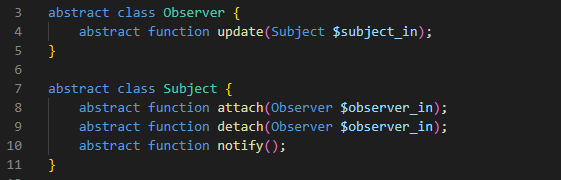 3 abstract class Observer {
4     abstract function update(Subject $subject_in);
5 }
6
7 abstract class Subject {
8     abstract function attach(Observer $observer_in);
9     abstract function detach(Observer $observer_in);
10     abstract function notify();
11 }